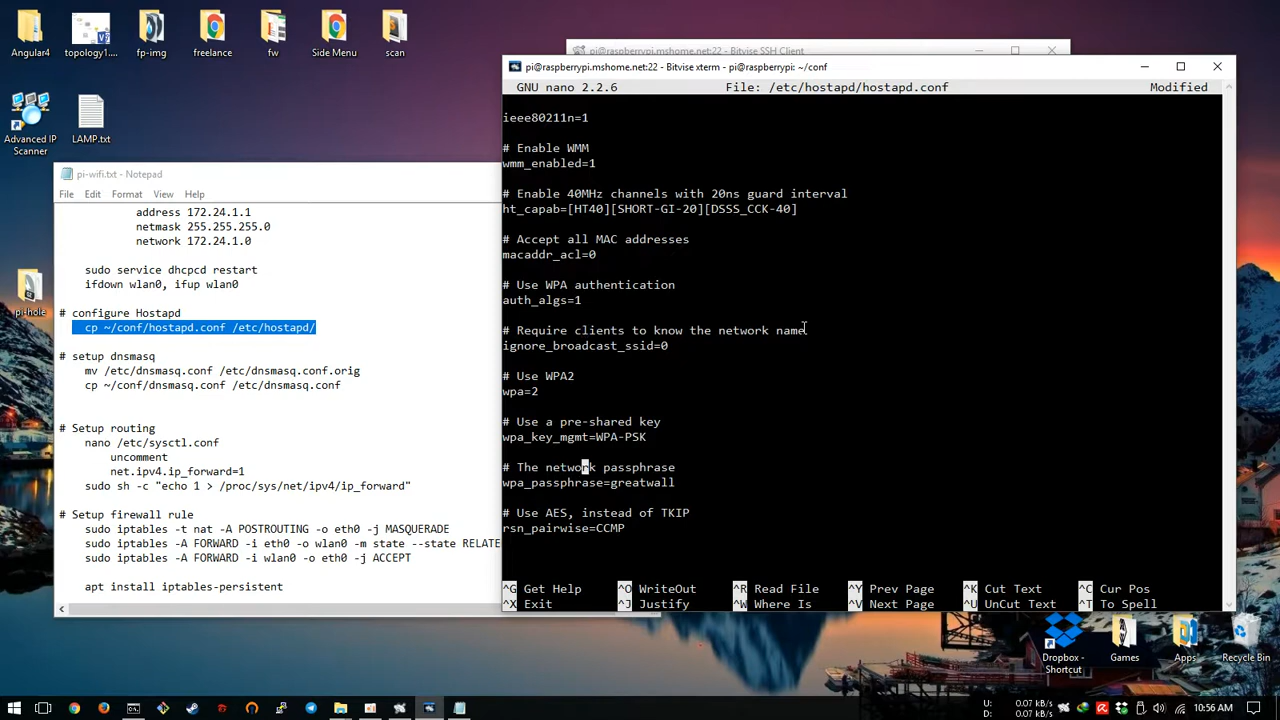 Angular4
topology1...
fp-img
freelance
fw
Side Menu
scan
Advanced IP
Scanner
LAMP.txt
pi-hole
pi@raspberrypi.mshome.net:22 - Bitvise SSH Client
pi-wifi.txt - Notepad
File Edit Format View Help
address 172.24.1.1
netmask 255.255.255.0
network 172.24.1.0
sudo service dhcpcd restart
ifdown wlan0, ifup wlan0
# configure Hostapd
cp ~/conf/hostapd.conf /etc/hostapd/
# setup dnsmasq
mv /etc/dnsmasq.conf /etc/dnsmasq.conf.orig
cp ~/conf/dnsmasq.conf /etc/dnsmasq.conf
# Setup routing
nano /etc/sysctl.conf
uncomment
net.ipv4.ip_forward=1
sudo sh -c "echo 1 > /proc/sys/net/ipv4/ip_forward"
# Setup firewall rule
sudo iptables -t nat -A POSTROUTING -o eth0 -j MASQUERADE
sudo iptables -A FORWARD -i eth0 -o wlan0 -m state --state RELATE
sudo iptables -A FORWARD -i wlan0 -o eth0 -j ACCEPT
apt install iptables-persistent
pi@raspberrypi.mshome.net:22 - Bitvise xterm - pi@raspberrypi: ~/conf
GNU nano 2.2.6 File: /etc/hostapd/hostapd.conf Modified
ieee80211n=1
# Enable WMM
wmm_enabled=1
# Enable 40MHz channels with 20ns guard interval
ht_capab=[HT40][SHORT-GI-20][DSSS_CCK-40]
# Accept all MAC addresses
macaddr_acl=0
# Use WPA authentication
auth_algs=1
# Require clients to know the network name
ignore_broadcast_ssid=0
# Use WPA2
wpa=2
# Use a pre-shared key
wpa_key_mgmt=WPA-PSK
# The network passphrase
wpa_passphrase=greatwall
# Use AES, instead of TKIP
rsn_pairwise=CCMP
^G Get Help ^O WriteOut ^R Read File ^Y Prev Page ^K Cut Text ^C Cur Pos
^X Exit ^J Justify ^W Where Is ^V Next Page ^U UnCut Text ^T To Spell
Dropbox -
Shortcut
Games
Apps
Recycle Bin
U: 0.07 kB/s
D: 0.07 kB/s
10:56 AM